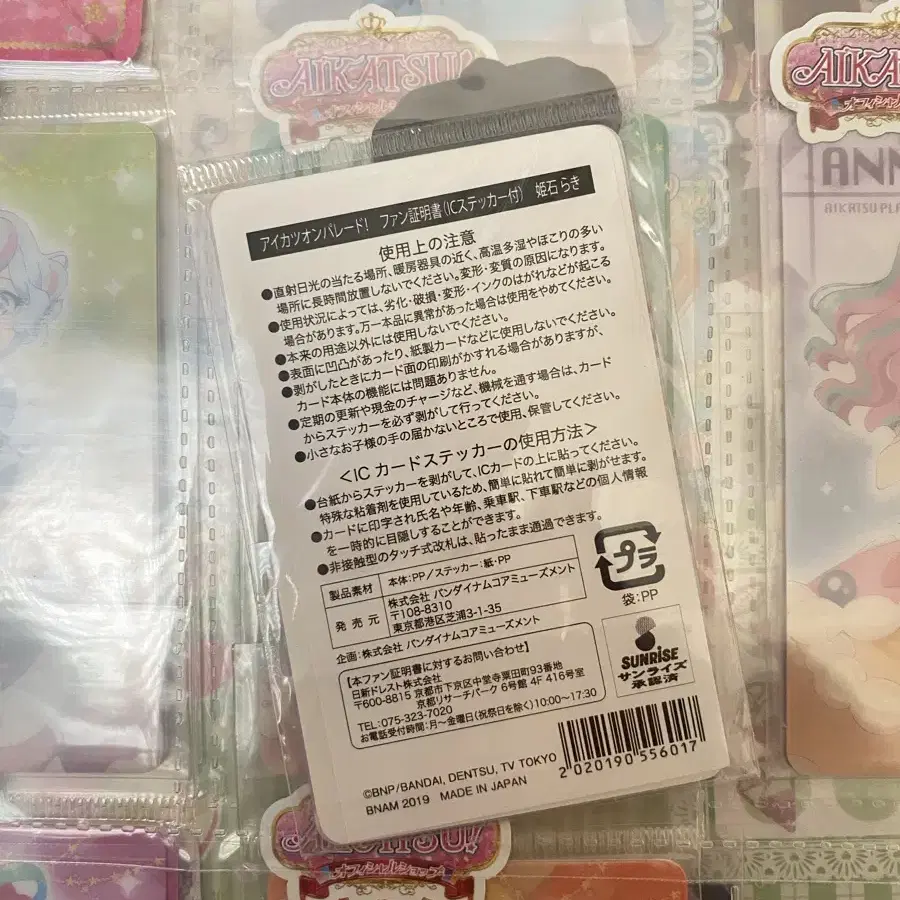 AIKATSU!
オフィシャルショップ
AIKA
オフィシャル
ANN
AIKATSU PLA
アイカツオンパレード! ファン証明書(ICステッカー付) 姫石 らき
使用上の注意
●直射日光の当たる場所、暖房器具の近く、高温多湿やほこりの多い
場所に長時間放置しないでください。変形・変質の原因になります。
●使用状況によっては、劣化・破損・変形・インクのはがれなどが起こる
場合があります。万一本品に異常があった場合は使用をやめてください。
●本来の用途以外には使用しないでください。
●表面に凹凸があったり、紙製カードなどに使用しないでください。
●剥がしたときにカード面の印刷がかすれる場合がありますが、
カード本体の機能には問題ありません。
●定期の更新や現金のチャージなど、機械を通す場合は、カード
からステッカーを必ず剥がして行ってください。
●小さなお子様の手の届かないところで使用、保管してください。
<IC カードステッカーの使用方法>
●台紙からステッカーを剥がして、ICカードの上に貼ってください。
特殊な粘着剤を使用しているため、簡単に貼れて簡単に剥がせます。
●カードに印字され氏名や年齢、乗車駅、下車駅などの個人情報
を一時的に目隠しすることができます。
●非接触型のタッチ式改札は、貼ったまま通過できます。
製品素材 本体:PP/ステッカー:紙・PP
発売元 株式会社 バンダイナムコアミューズメント
〒108-8310
東京都港区芝浦3-1-35
企画:株式会社 バンダイナムコアミューズメント
プラ
袋:PP
【本ファン証明書に対するお問い合わせ】
日新ドレスト株式会社
〒600-8815 京都市下京区中堂寺粟田町93番地
京都リサーチパーク 6号館 4F 416号室
TEL:075-323-7020
お電話受付時間:月～金曜日(祝祭日を除く)10:00～17:30
SUNRISE
サンライズ
承認済
©BNP/BANDAI, DENTSU, TV TOKYO
BNAM 2019 MADE IN JAPAN
2 020190 556017
オフィシャルショップ